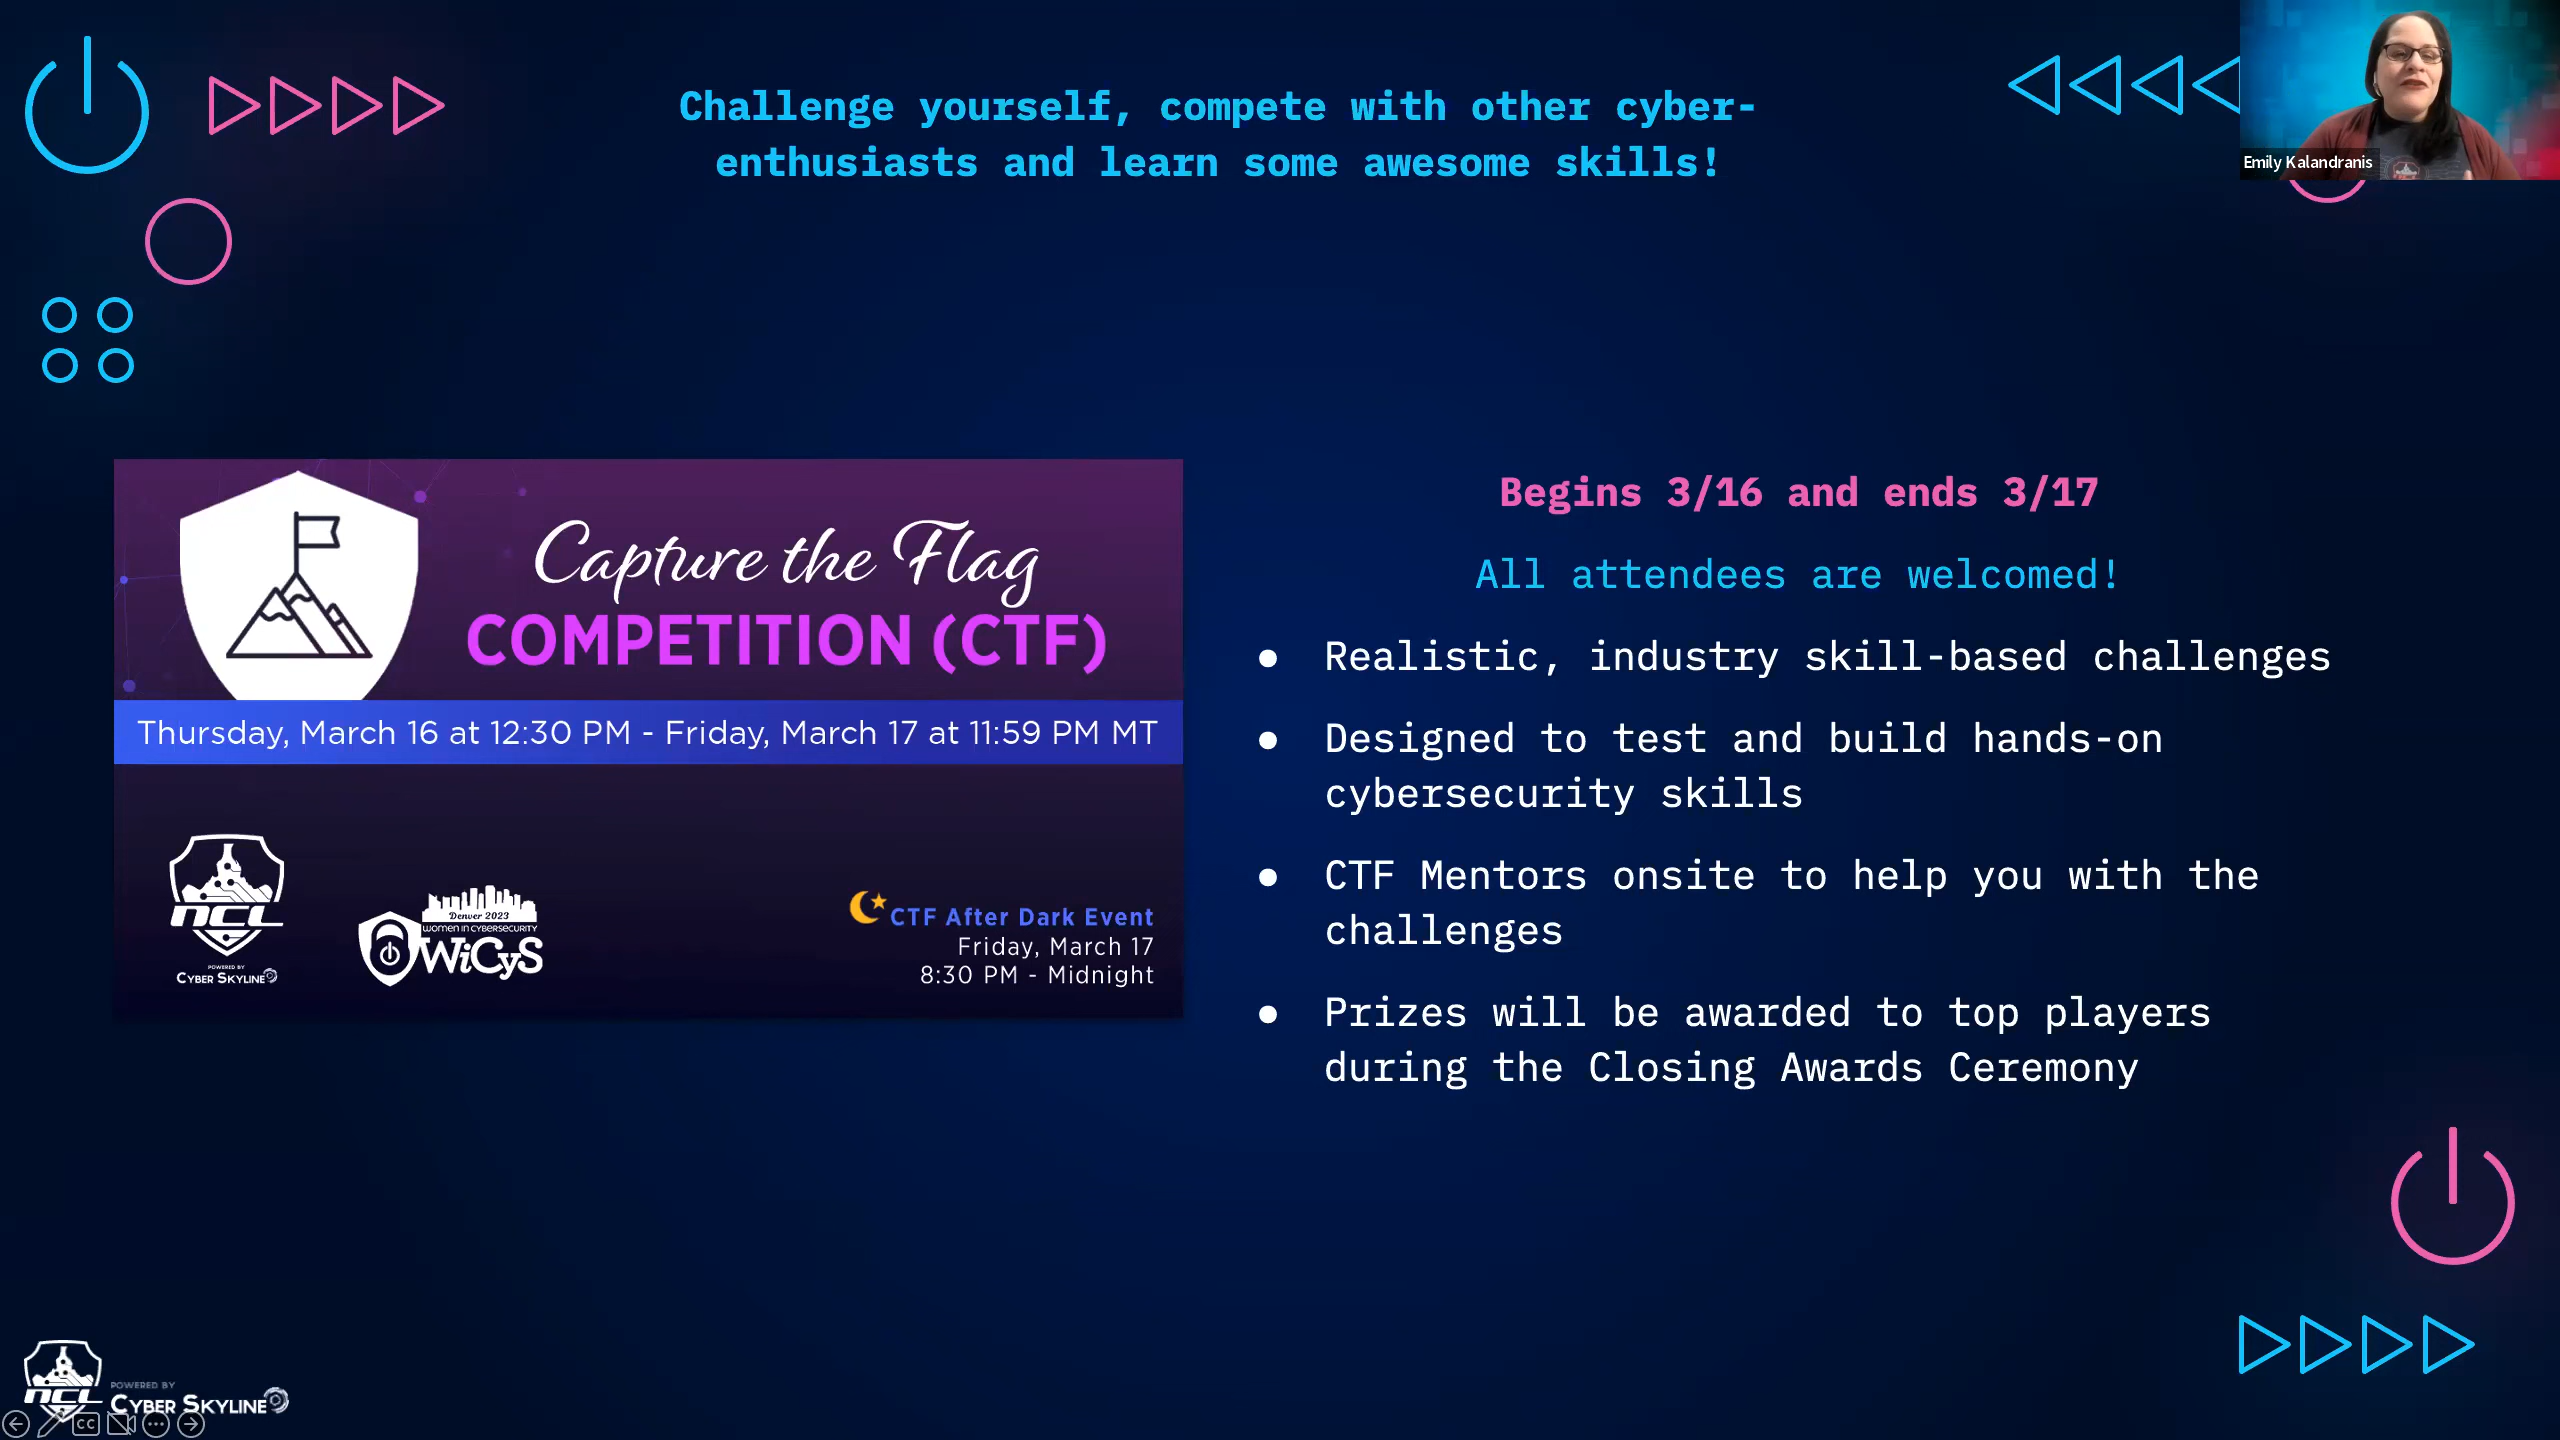 Challenge yourself, compete with other cyber-
enthusiasts and learn some awesome skills!
Emily Kalandranis
Capture the Flag
COMPETITION (CTF)
Thursday, March 16 at 12:30 PM - Friday, March 17 at 11:59 PM MT
NCL
POWERED BY
CYBER SKYLINE
Denver 2023
WOMEN IN CYBERSECURITY
WiCyS
CTF After Dark Event
Friday, March 17
8:30 PM - Midnight
Begins 3/16 and ends 3/17
All attendees are welcomed!
● Realistic, industry skill-based challenges
● Designed to test and build hands-on
cybersecurity skills
● CTF Mentors onsite to help you with the
challenges
● Prizes will be awarded to top players
during the Closing Awards Ceremony
NCL
POWERED BY
CYBER SKYLINE
CC